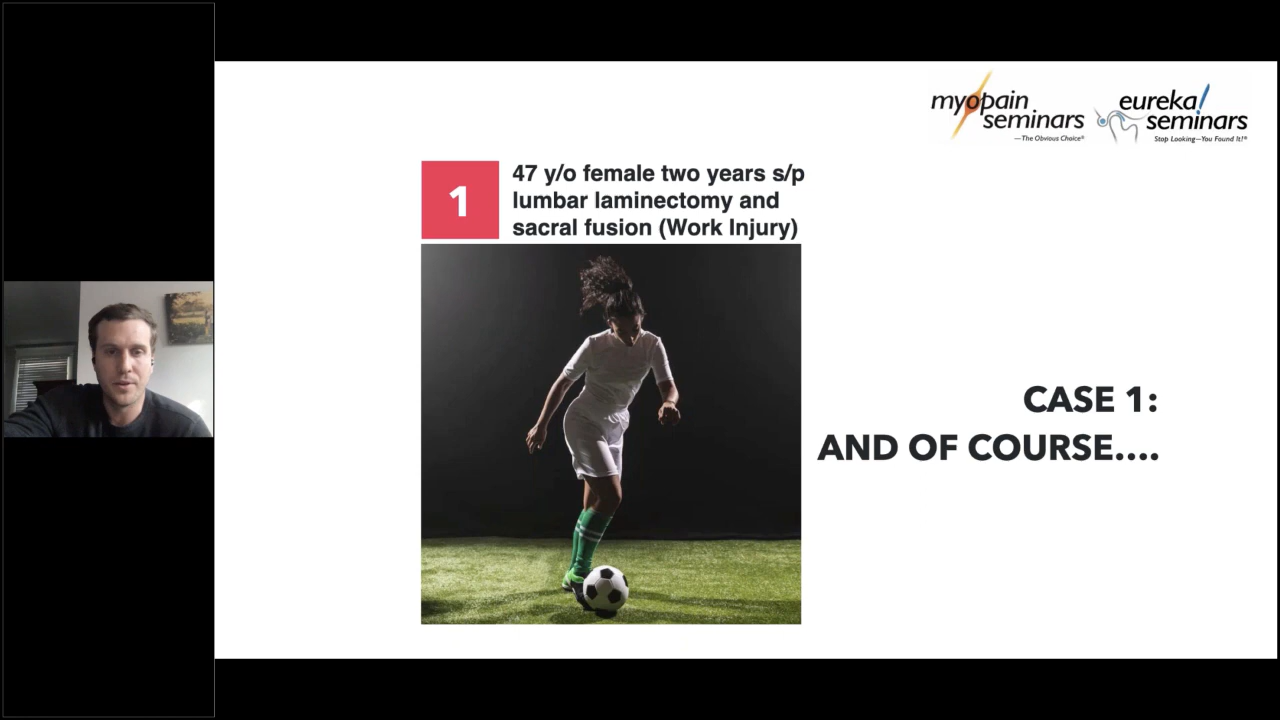 myopain
seminars
—The Obvious Choice®
eureka!
seminars
Stop Looking—You Found It!®
1
47 y/o female two years s/p
lumbar laminectomy and
sacral fusion (Work Injury)
CASE 1:
AND OF COURSE....